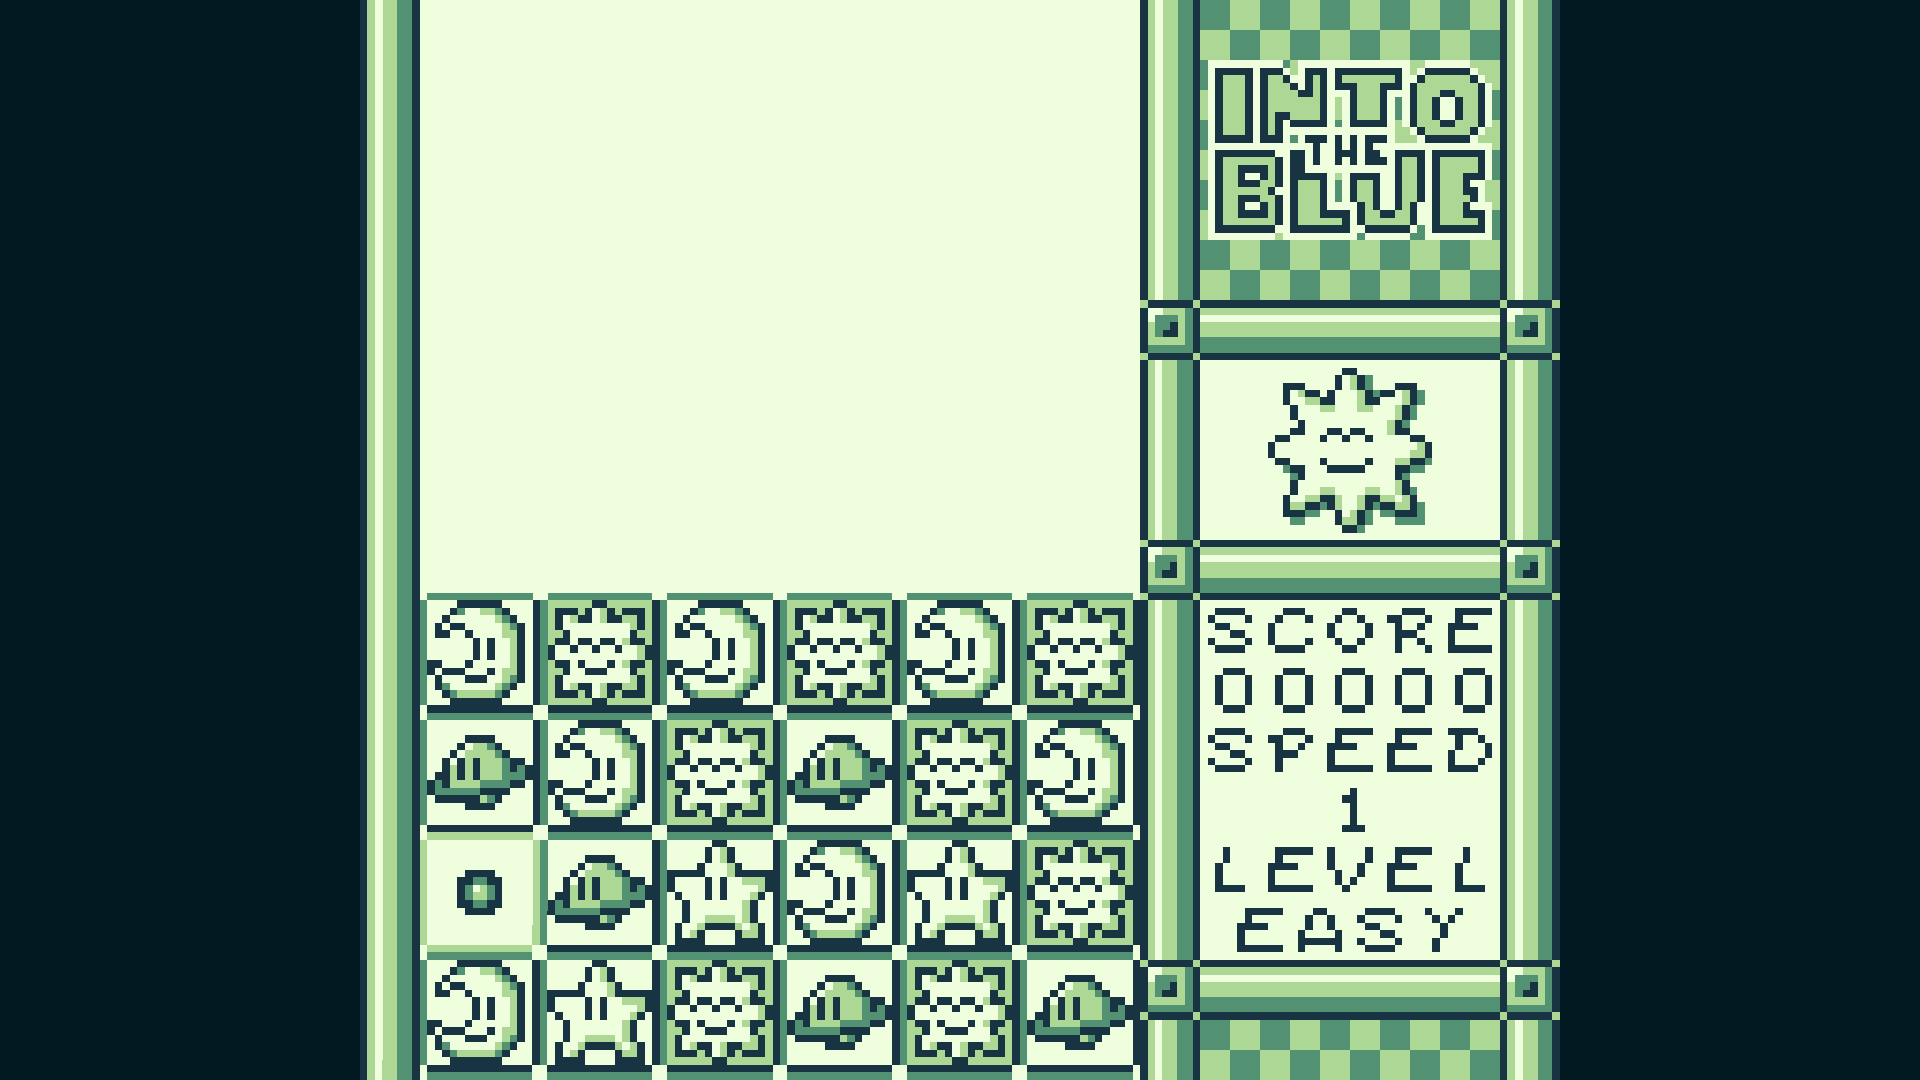 INTO
THE
BLUE
SCORE
00000
SPEED
1
LEVEL
EASY